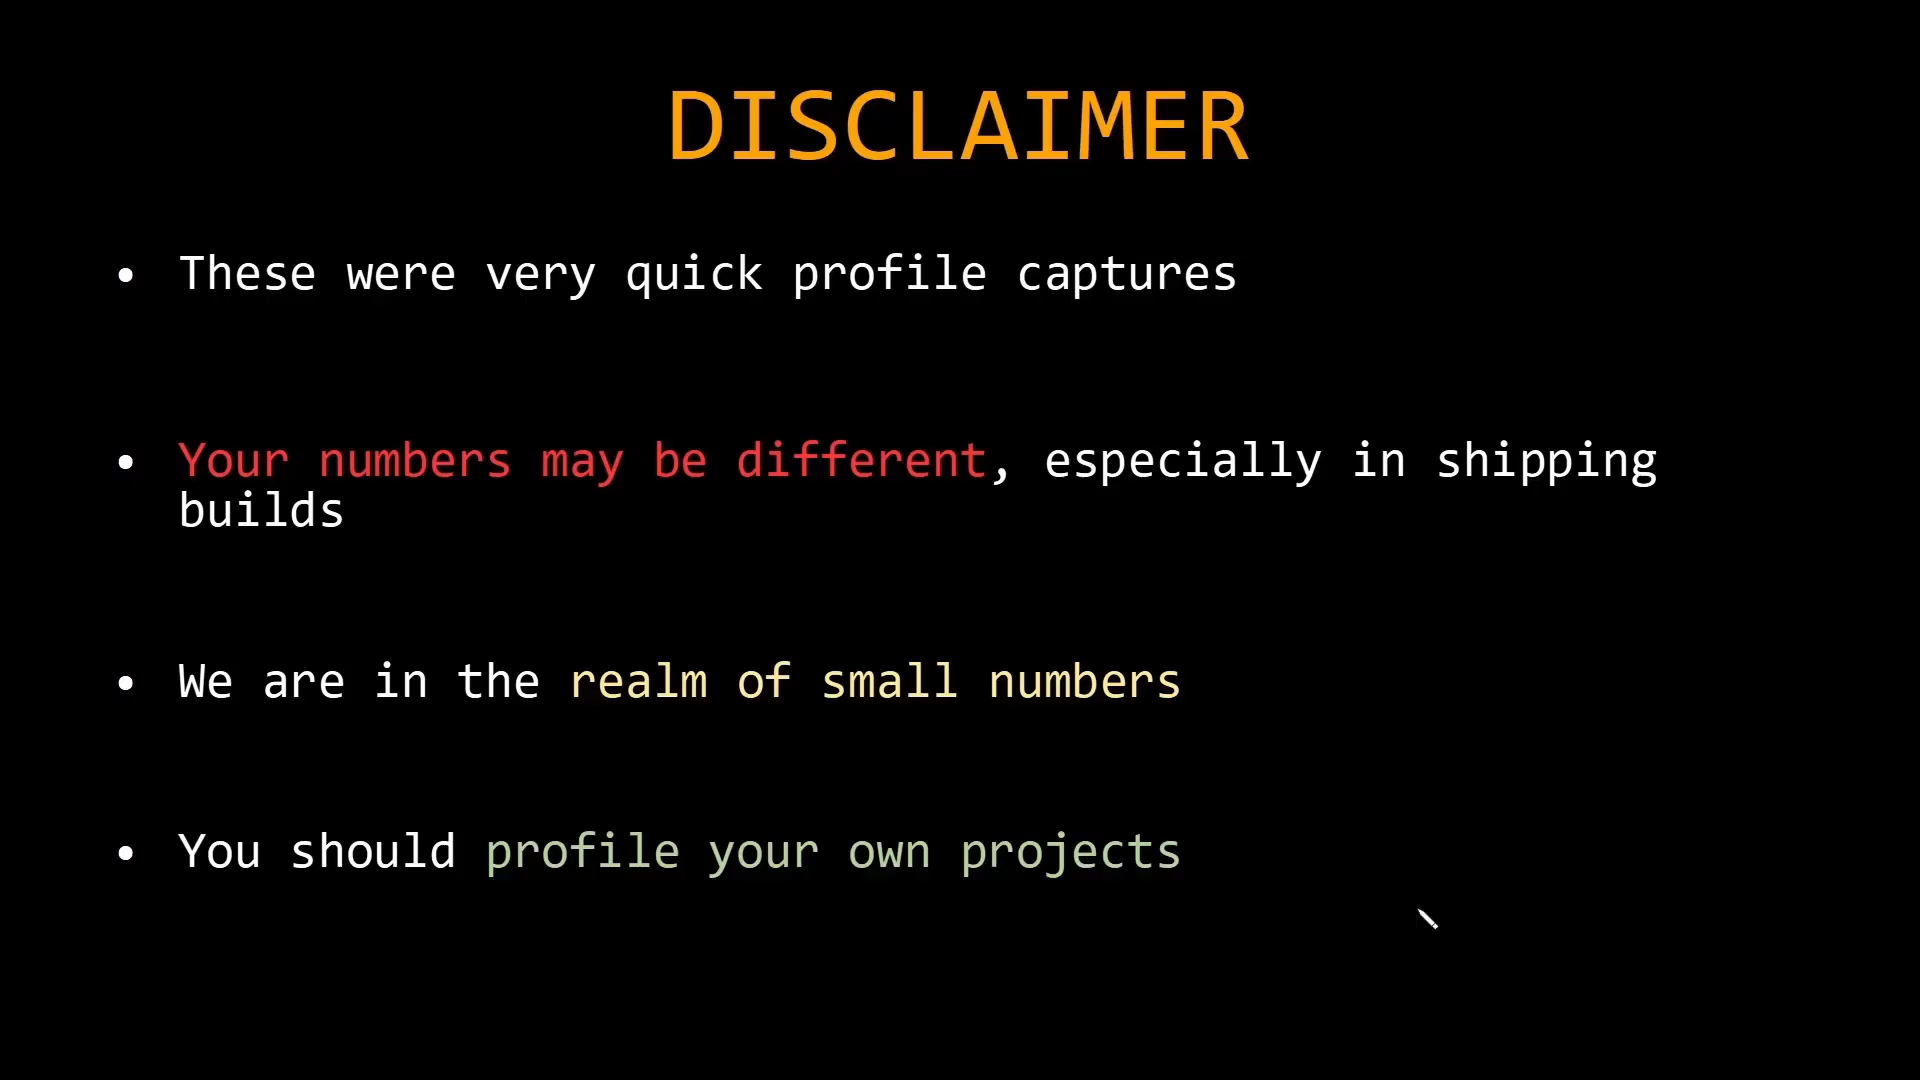 DISCLAIMER
• These were very quick profile captures
• Your numbers may be different, especially in shipping
builds
• We are in the realm of small numbers
• You should profile your own projects